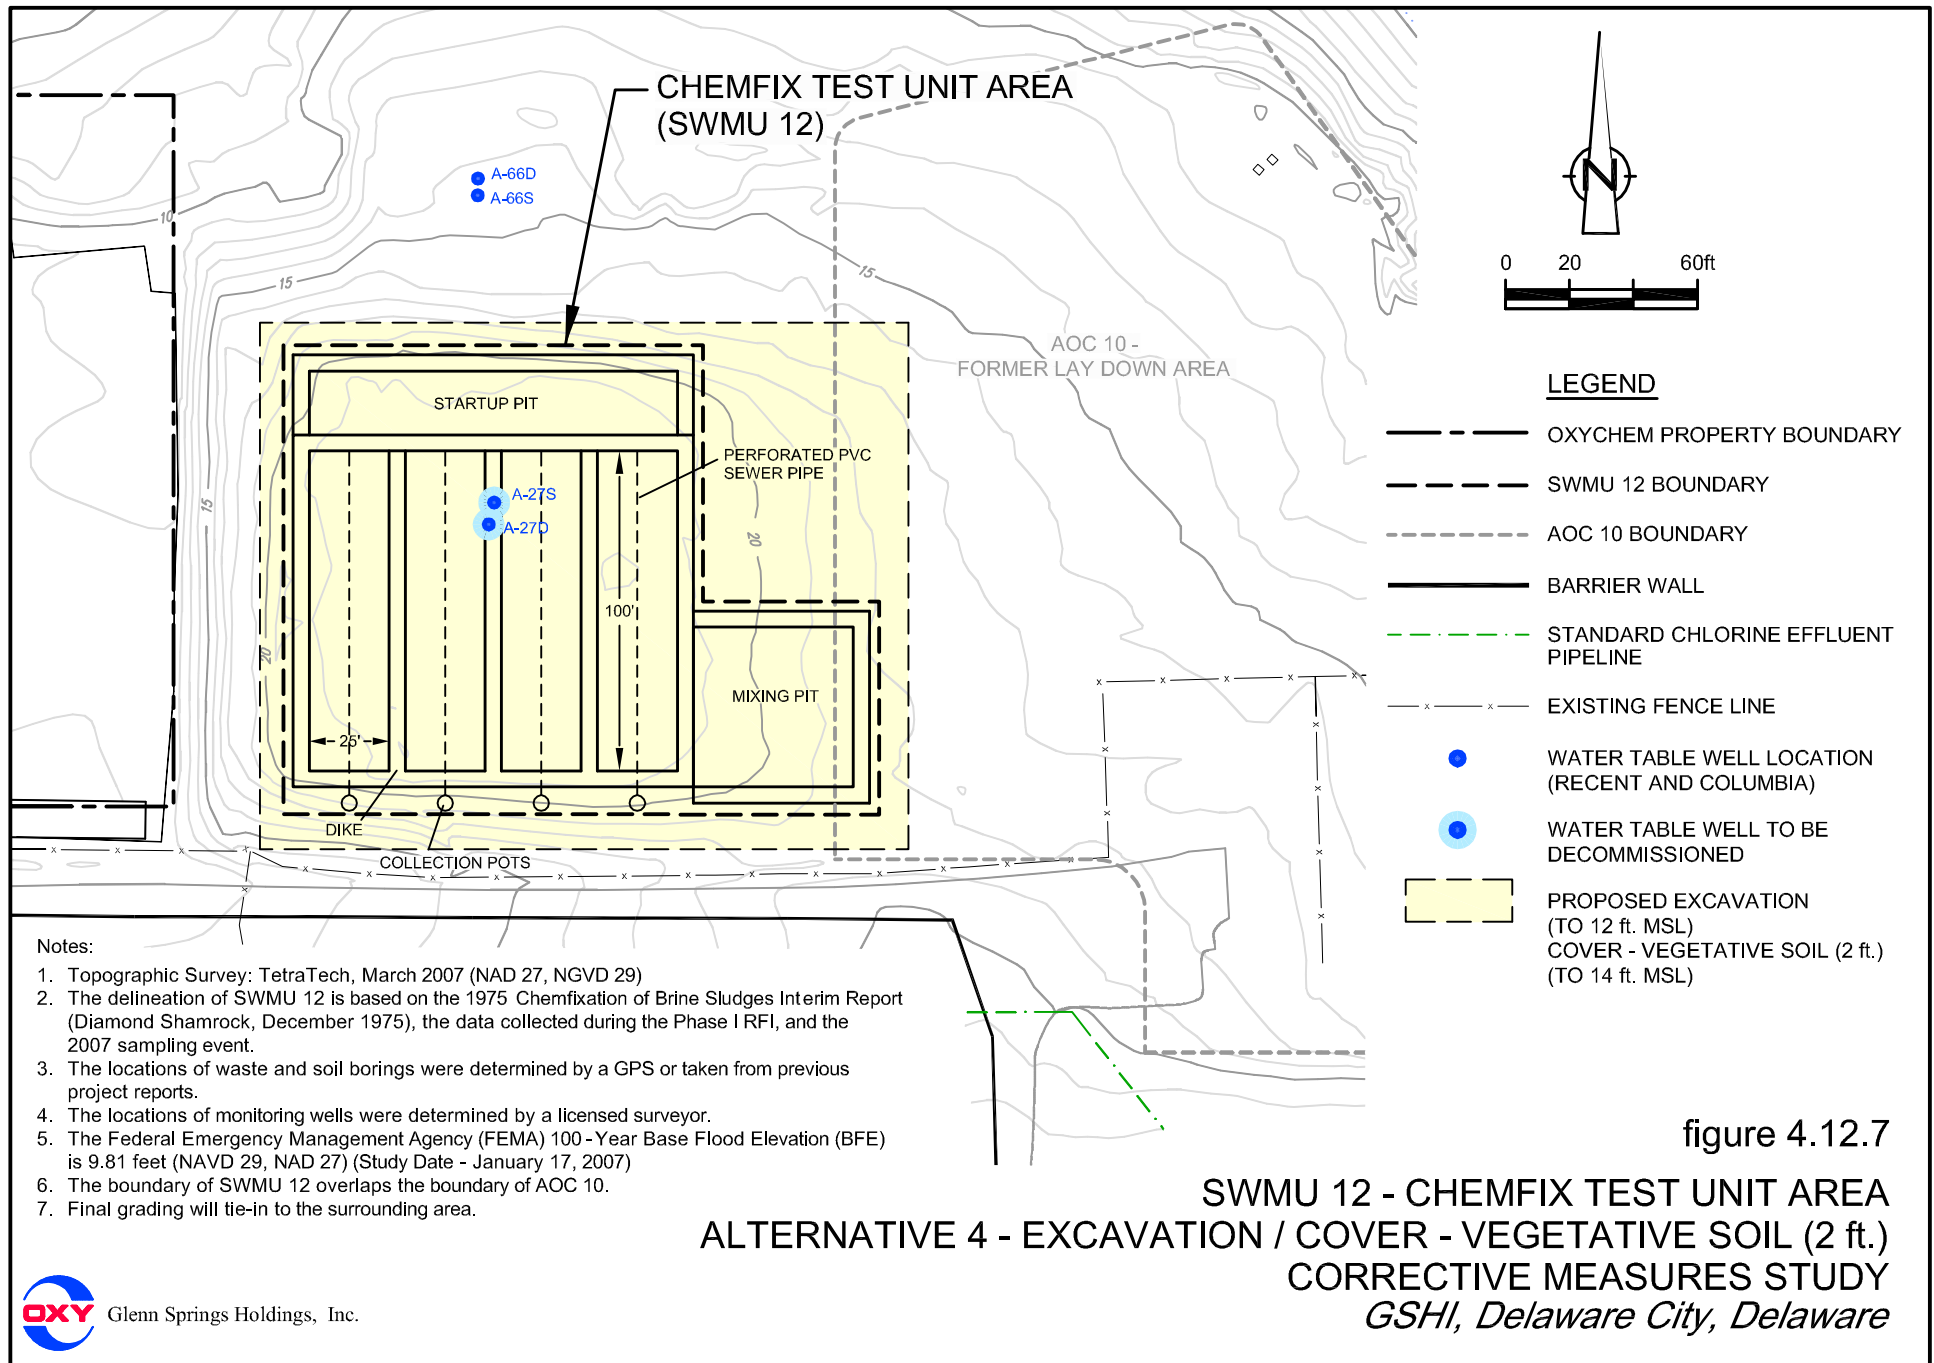 CHEMFIX TEST UNIT AREA
(SWMU 12)
A-66D
A-66S
10
15
15
15
20
20
AOC 10 -
FORMER LAY DOWN AREA
STARTUP PIT
PERFORATED PVC
SEWER PIPE
A-27S
A-27D
100'
25'
MIXING PIT
DIKE
COLLECTION POTS
N
0 20 60ft
LEGEND
OXYCHEM PROPERTY BOUNDARY
SWMU 12 BOUNDARY
AOC 10 BOUNDARY
BARRIER WALL
STANDARD CHLORINE EFFLUENT
PIPELINE
EXISTING FENCE LINE
WATER TABLE WELL LOCATION
(RECENT AND COLUMBIA)
WATER TABLE WELL TO BE
DECOMMISSIONED
PROPOSED EXCAVATION
(TO 12 ft. MSL)
COVER - VEGETATIVE SOIL (2 ft.)
(TO 14 ft. MSL)
Notes:
1. Topographic Survey: TetraTech, March 2007 (NAD 27, NGVD 29)
2. The delineation of SWMU 12 is based on the 1975 Chemfixation of Brine Sludges Interim Report
(Diamond Shamrock, December 1975), the data collected during the Phase I RFI, and the
2007 sampling event.
3. The locations of waste and soil borings were determined by a GPS or taken from previous
project reports.
4. The locations of monitoring wells were determined by a licensed surveyor.
5. The Federal Emergency Management Agency (FEMA) 100-Year Base Flood Elevation (BFE)
is 9.81 feet (NAVD 29, NAD 27) (Study Date - January 17, 2007)
6. The boundary of SWMU 12 overlaps the boundary of AOC 10.
7. Final grading will tie-in to the surrounding area.
figure 4.12.7
SWMU 12 - CHEMFIX TEST UNIT AREA
ALTERNATIVE 4 - EXCAVATION / COVER - VEGETATIVE SOIL (2 ft.)
CORRECTIVE MEASURES STUDY
GSHI, Delaware City, Delaware
OXY Glenn Springs Holdings, Inc.